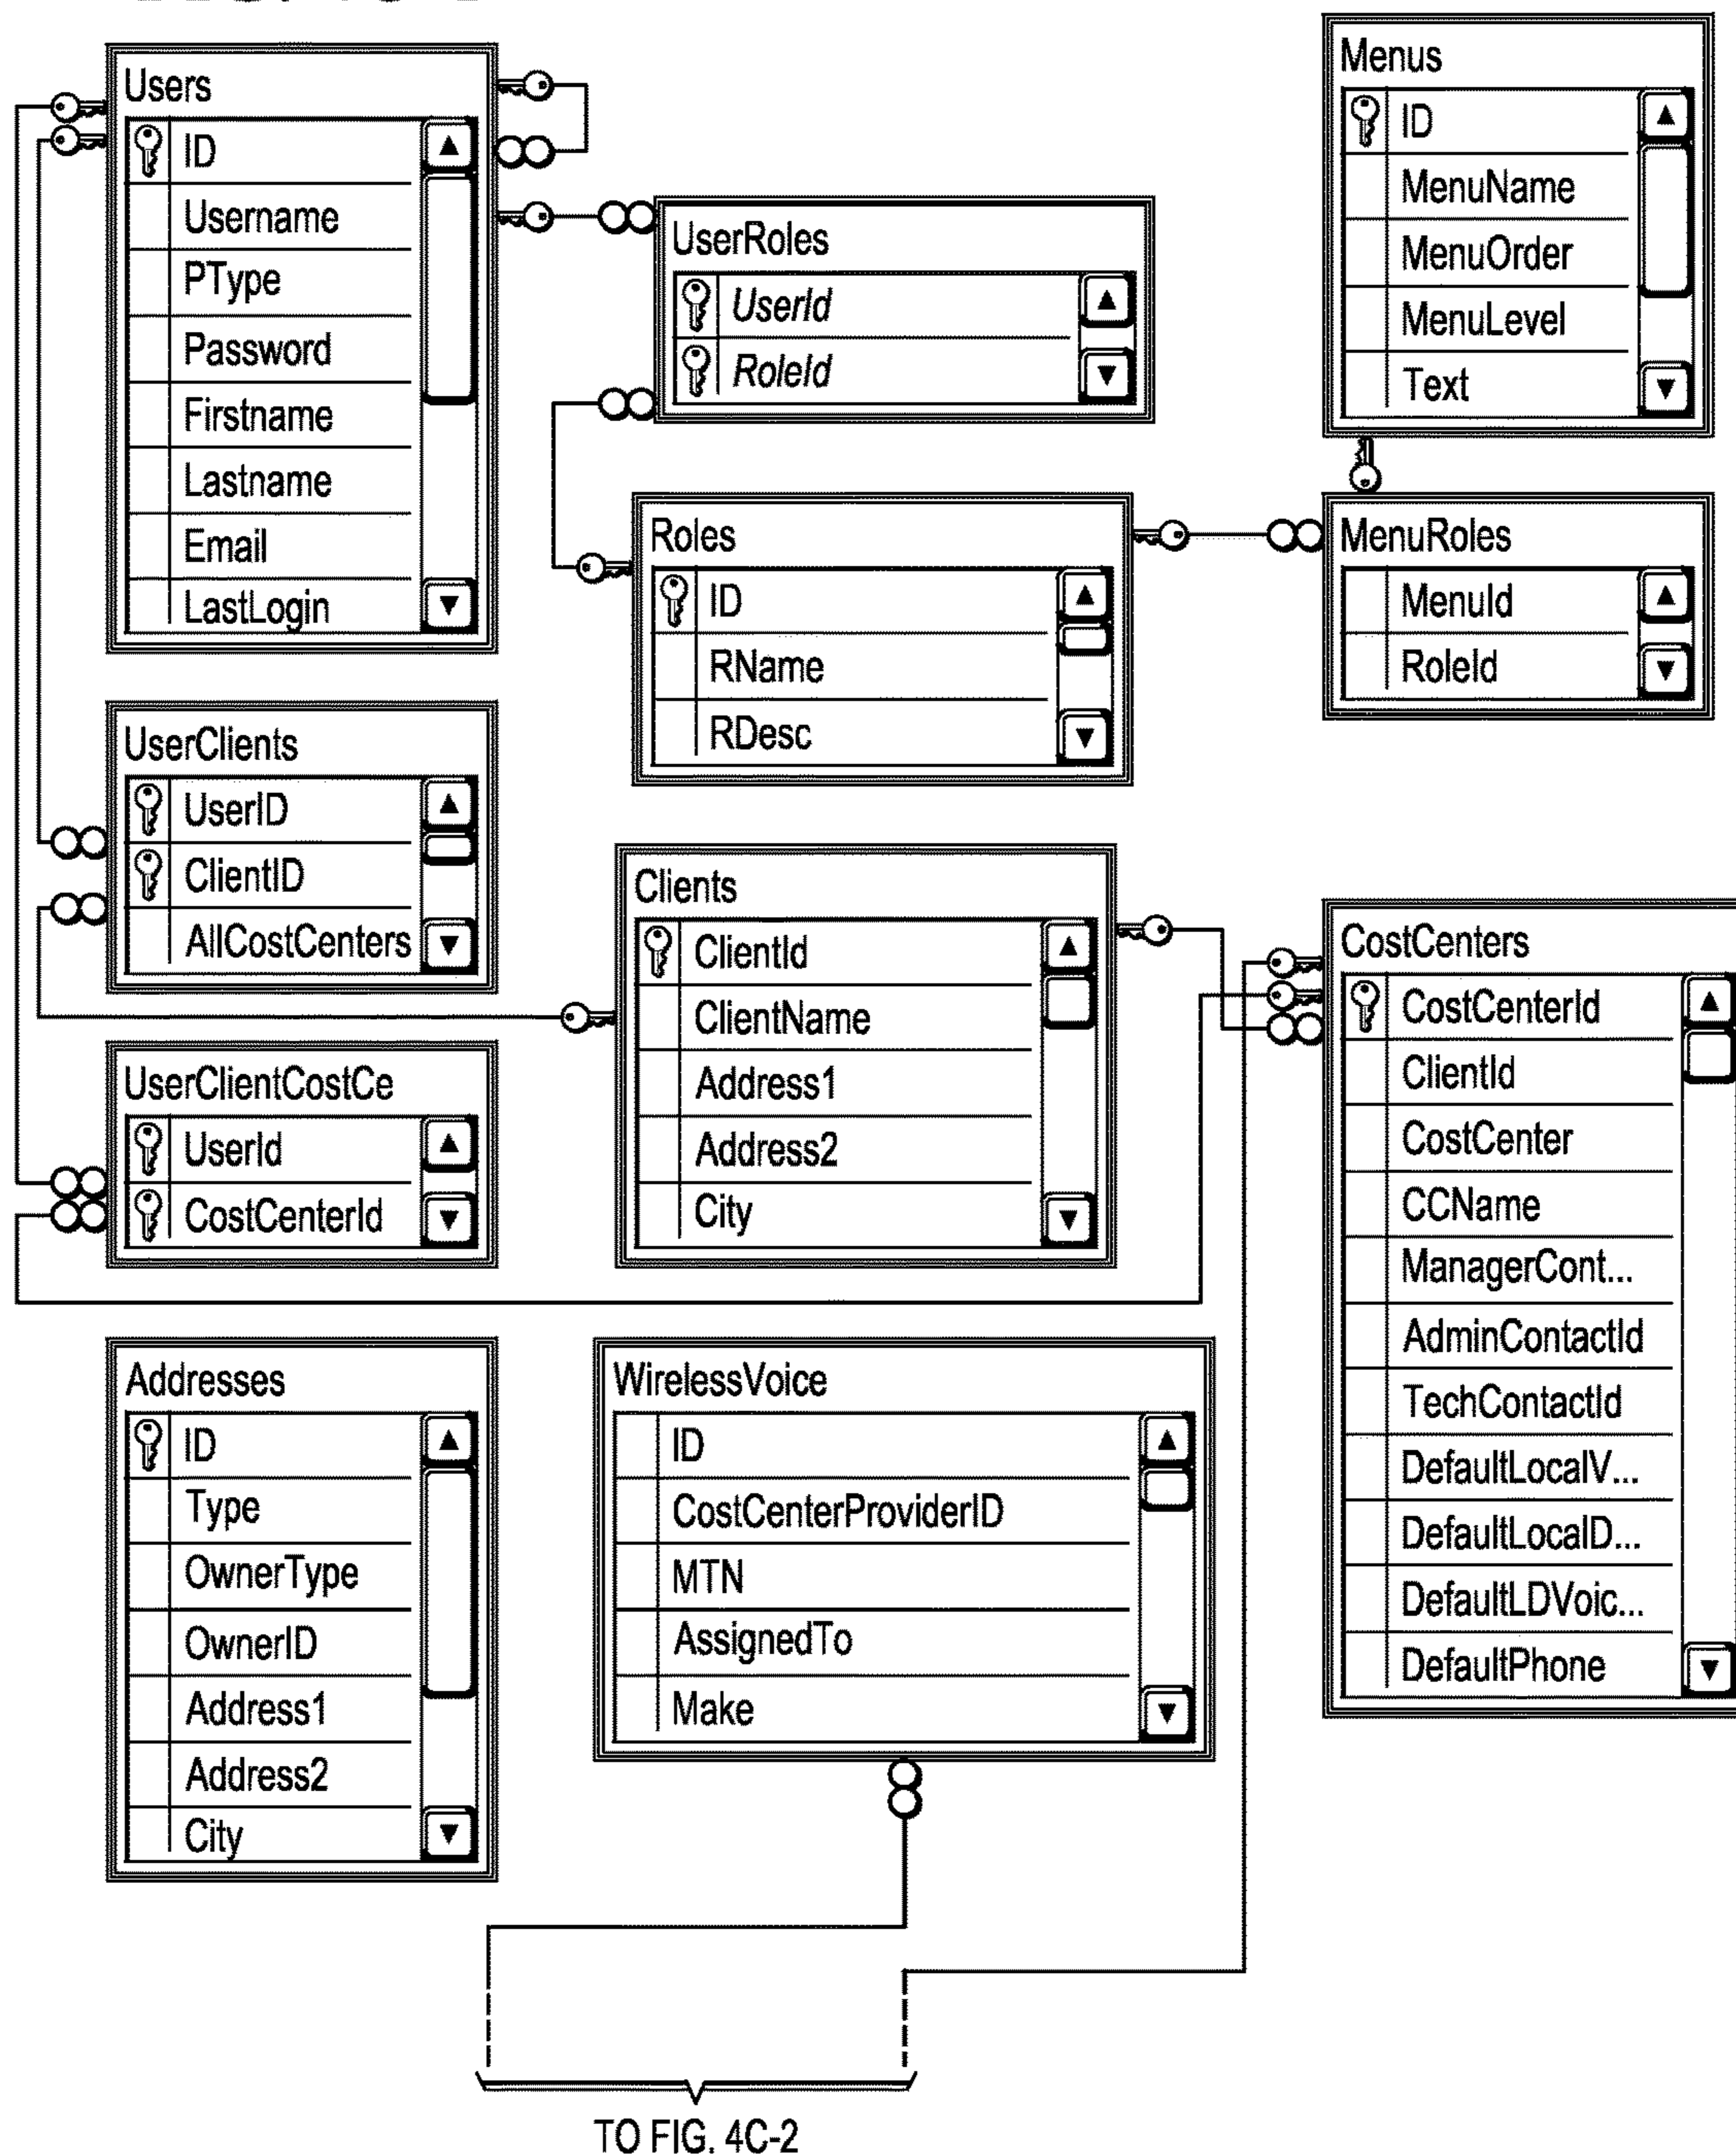 Users
ID
Username
PType
Password
Firstname
Lastname
Email
LastLogin
UserRoles
UserId
RoleId
Menus
ID
MenuName
MenuOrder
MenuLevel
Text
Roles
ID
RName
RDesc
MenuRoles
MenuId
RoleId
UserClients
UserID
ClientID
AllCostCenters
Clients
ClientId
ClientName
Address1
Address2
City
CostCenters
CostCenterId
ClientId
CostCenter
CCName
ManagerCont...
AdminContactId
TechContactId
DefaultLocalV...
DefaultLocalD...
DefaultLDVoic...
DefaultPhone
UserClientCostCe
UserId
CostCenterId
Addresses
ID
Type
OwnerType
OwnerID
Address1
Address2
City
WirelessVoice
ID
CostCenterProviderID
MTN
AssignedTo
Make
TO FIG. 4C-2